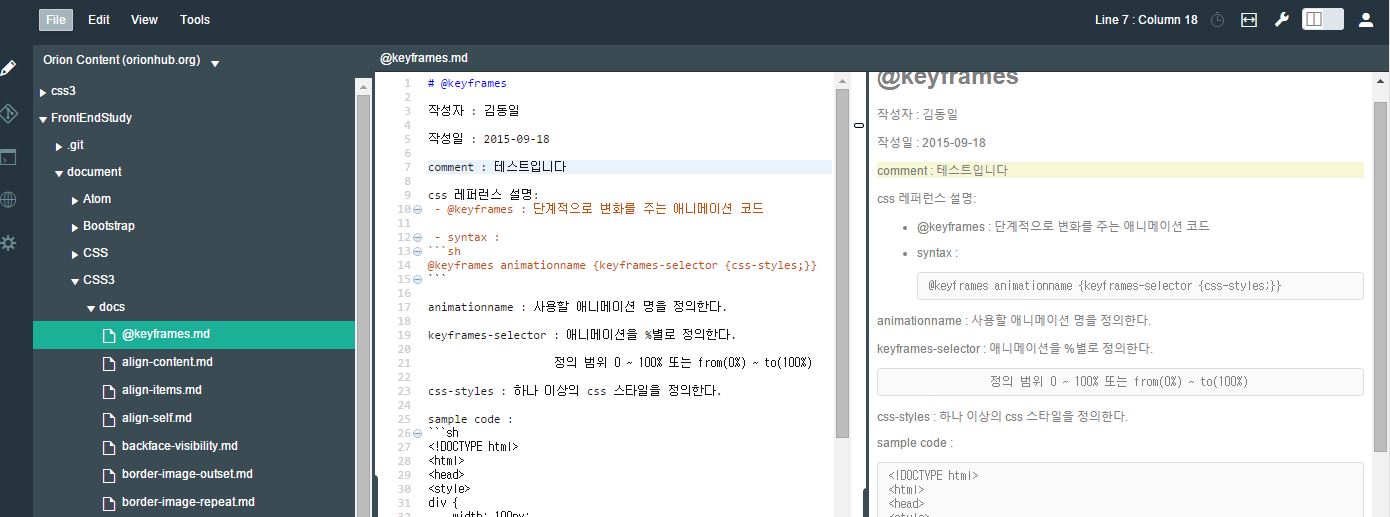 File Edit View Tools
Line 7 : Column 18
Orion Content (orionhub.org)
css3
FrontEndStudy
.git
document
Atom
Bootstrap
CSS
CSS3
docs
@keyframes.md
align-content.md
align-items.md
align-self.md
backface-visibility.md
border-image-outset.md
border-image-repeat.md
@keyframes.md
1 # @keyframes
2
3 작성자 : 김동일
4
5 작성일 : 2015-09-18
6
7 comment : 테스트입니다
8
9 css 레퍼런스 설명:
10 - @keyframes : 단계적으로 변화를 주는 애니메이션 코드
11
12 - syntax :
13 ```sh
14 @keyframes animationname {keyframes-selector {css-styles;}}
15 ```
16
17 animationname : 사용할 애니메이션 명을 정의한다.
18
19 keyframes-selector : 애니메이션을 %별로 정의한다.
20
21 정의 범위 0 ~ 100% 또는 from(0%) ~ to(100%)
22
23 css-styles : 하나 이상의 css 스타일을 정의한다.
24
25 sample code :
26 ```sh
27 <!DOCTYPE html>
28 <html>
29 <head>
30 <style>
31 div {
32 width: 100px;
@keyframes
작성자 : 김동일
작성일 : 2015-09-18
comment : 테스트입니다
css 레퍼런스 설명:
@keyframes : 단계적으로 변화를 주는 애니메이션 코드
syntax :
@keyframes animationname {keyframes-selector {css-styles;}}
animationname : 사용할 애니메이션 명을 정의한다.
keyframes-selector : 애니메이션을 %별로 정의한다.
정의 범위 0 ~ 100% 또는 from(0%) ~ to(100%)
css-styles : 하나 이상의 css 스타일을 정의한다.
sample code :
<!DOCTYPE html>
<html>
<head>
<style>